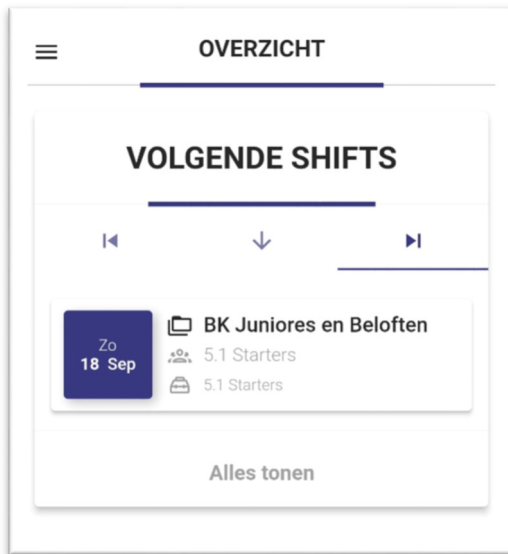 OVERZICHT
VOLGENDE SHIFTS
Zo
18 Sep
BK Juniores en Beloften
5.1 Starters
5.1 Starters
Alles tonen